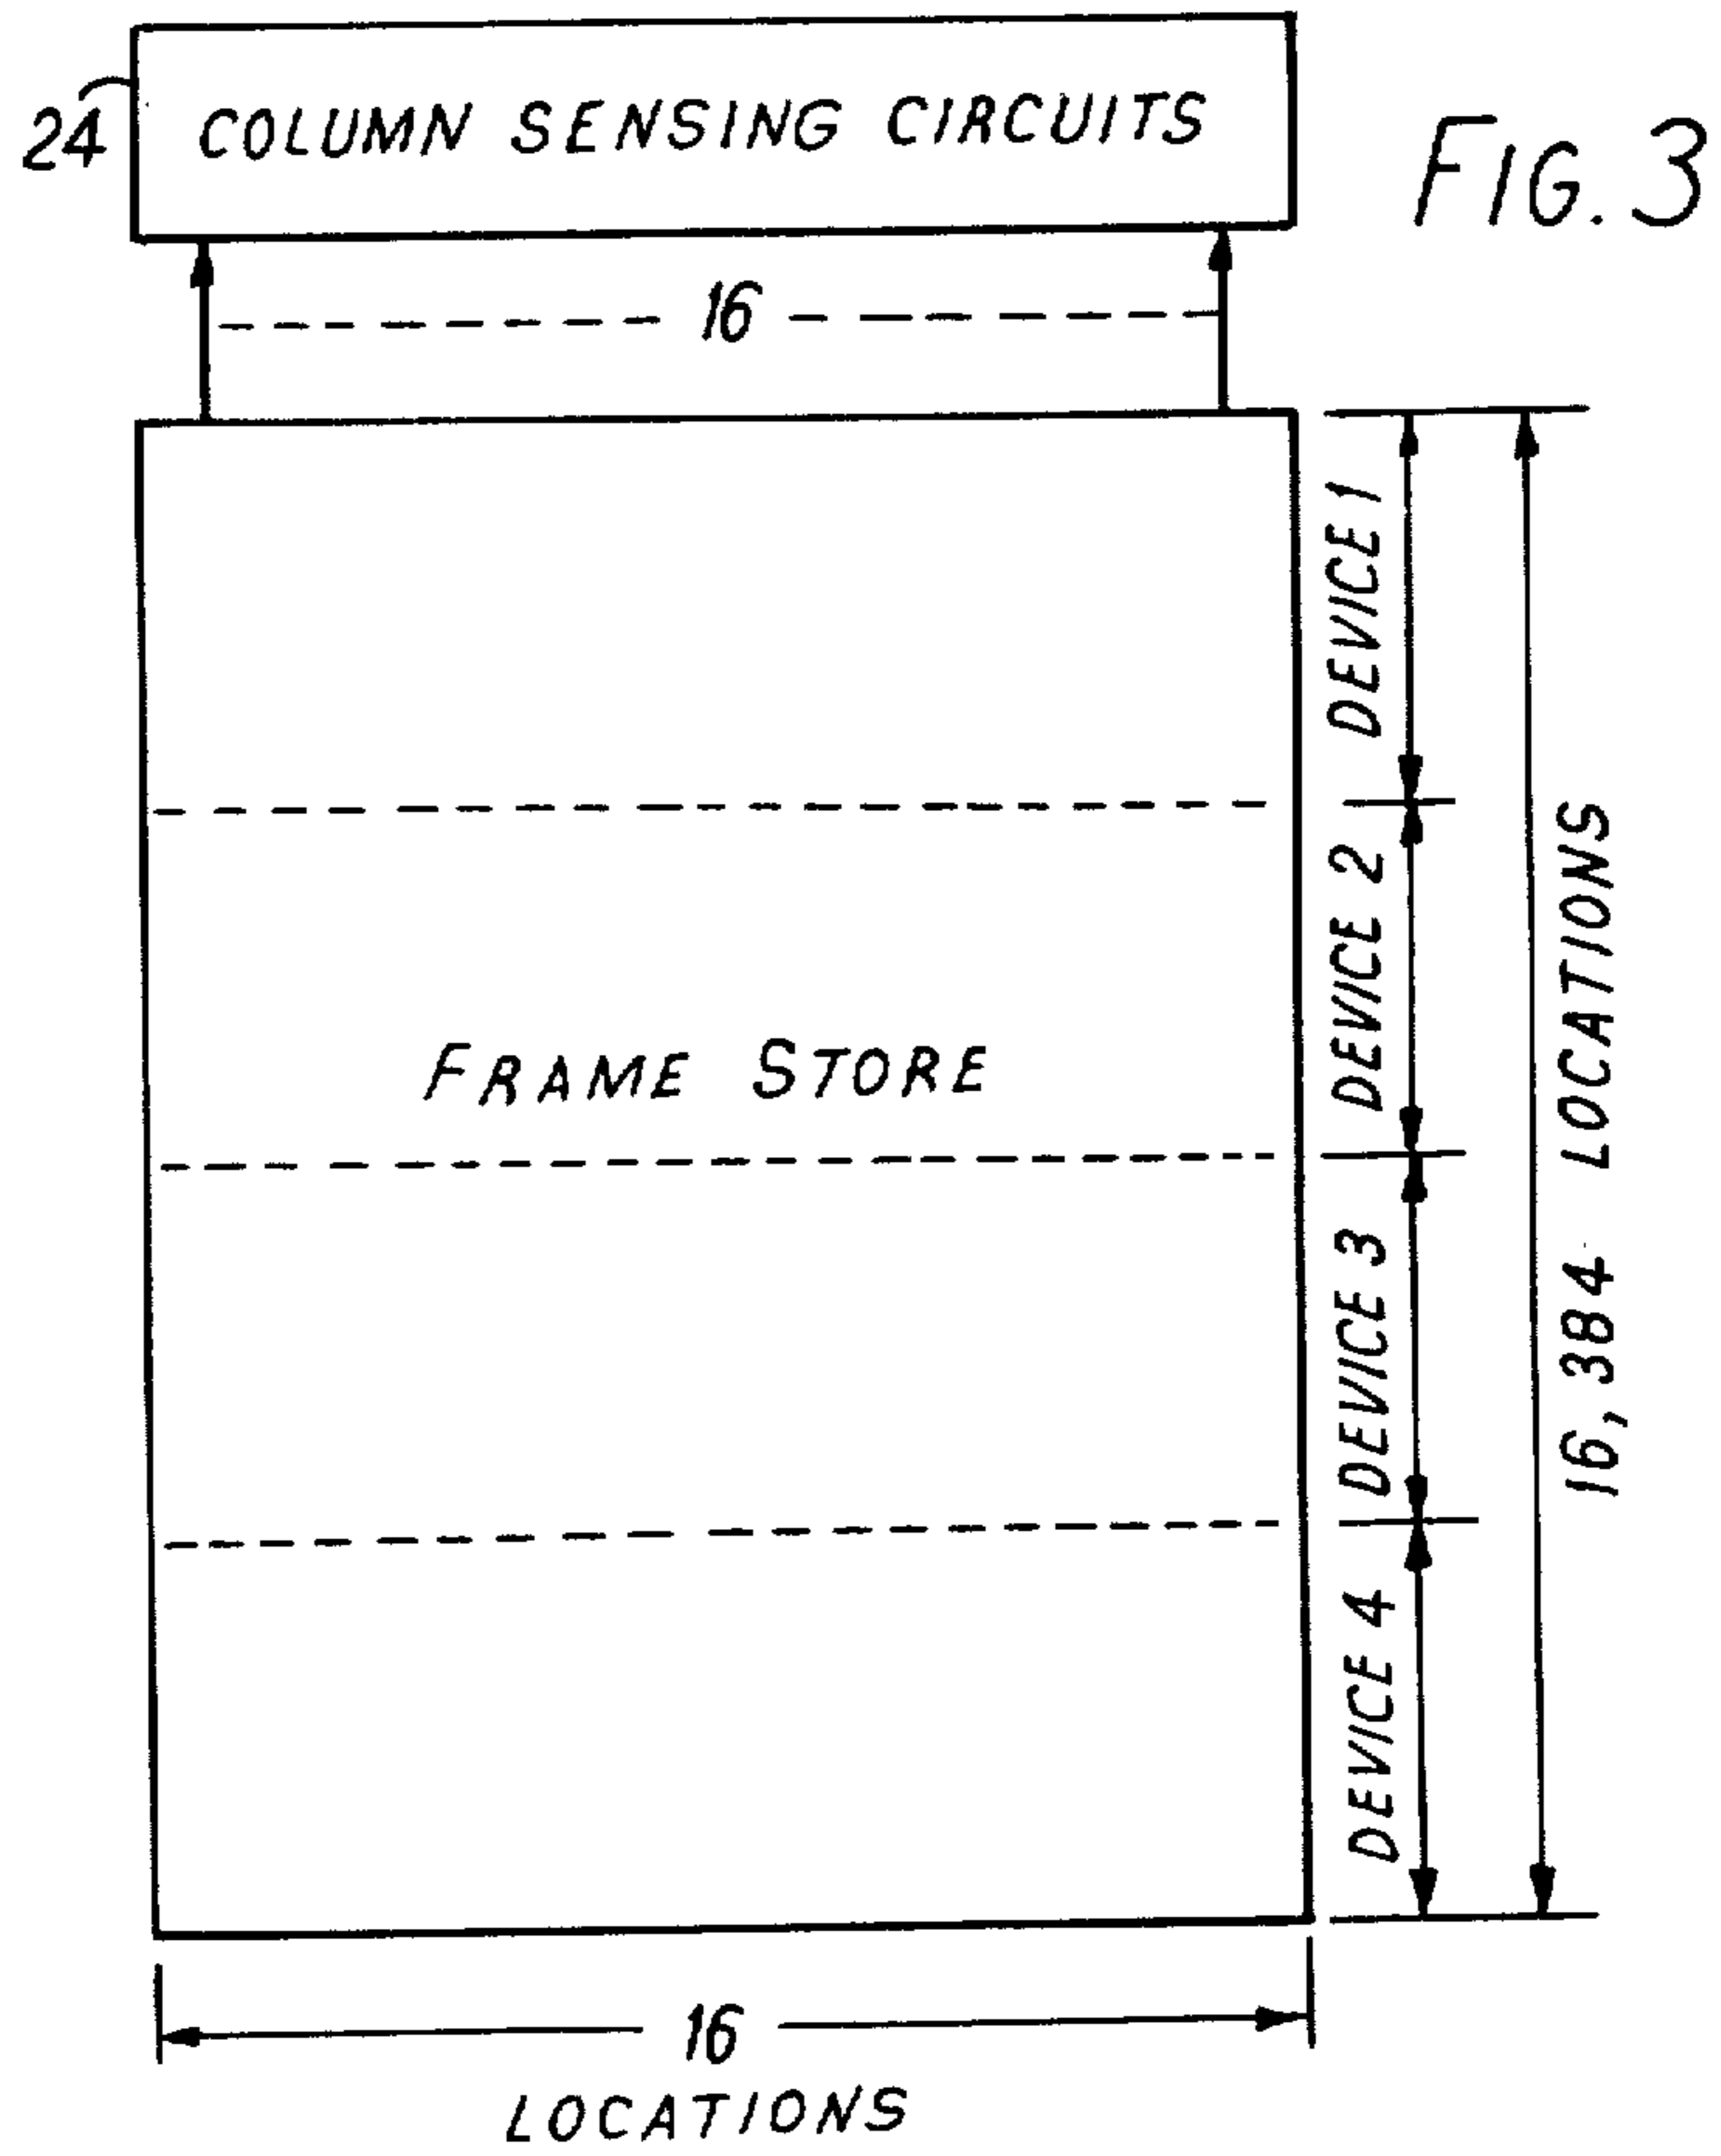 24
COLUMN SENSING CIRCUITS
FIG. 3
16
DEVICE 1
DEVICE 2
FRAME STORE
DEVICE 3
DEVICE 4
16,384 LOCATIONS
16
LOCATIONS